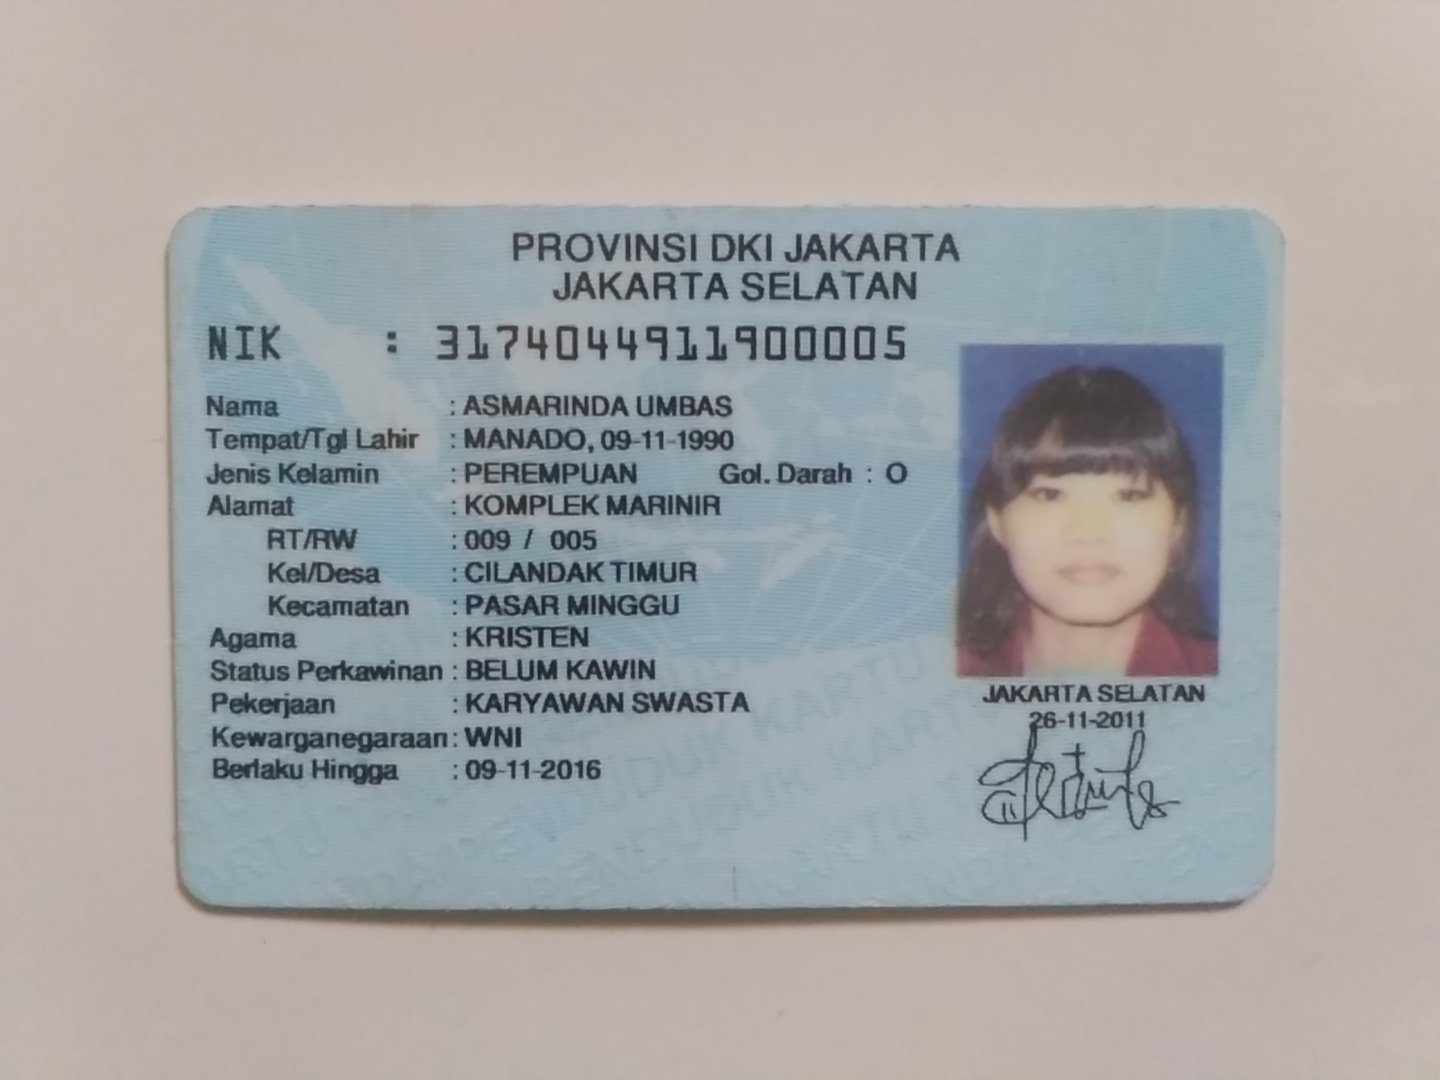 PROVINSI DKI JAKARTA
JAKARTA SELATAN
NIK : 3174044911900005
Nama : ASMARINDA UMBAS
Tempat/Tgl Lahir : MANADO, 09-11-1990
Jenis Kelamin : PEREMPUAN Gol. Darah : O
Alamat : KOMPLEK MARINIR
RT/RW : 009 / 005
Kel/Desa : CILANDAK TIMUR
Kecamatan : PASAR MINGGU
Agama : KRISTEN
Status Perkawinan : BELUM KAWIN
Pekerjaan : KARYAWAN SWASTA
Kewarganegaraan : WNI
Berlaku Hingga : 09-11-2016
JAKARTA SELATAN
26-11-2011